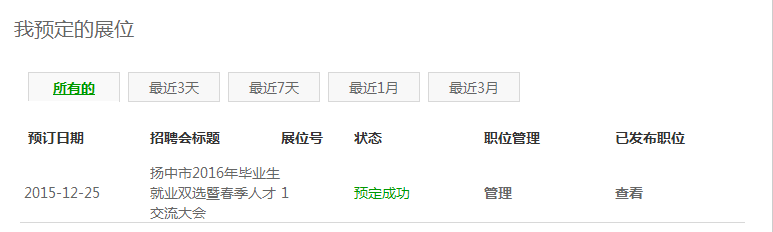 我预定的展位
所有的 最近3天 最近7天 最近1月 最近3月
预订日期 招聘会标题 展位号 状态 职位管理 已发布职位
扬中市2016年毕业生
2015-12-25 就业双选暨春季人才 1 预定成功 管理 查看
交流大会